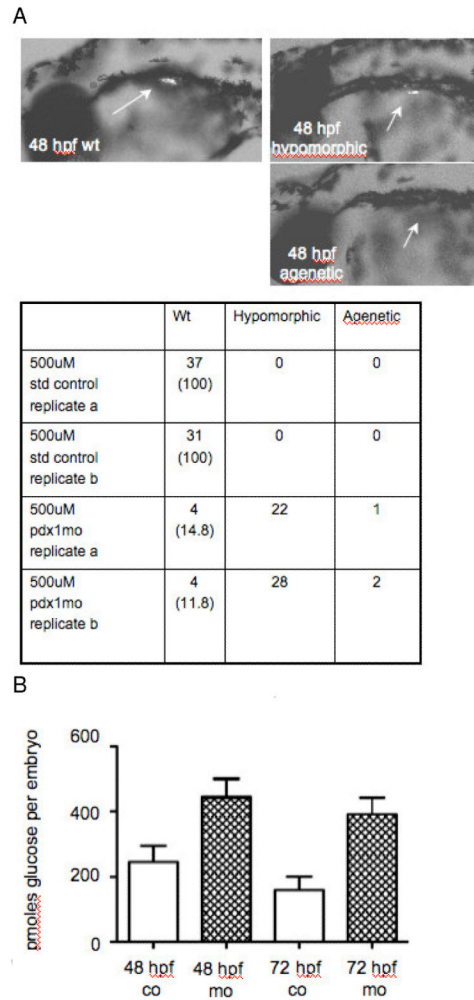 A
48 hpf wt
48 hpf
hypomorphic
48 hpf
agenetic
Wt Hypomorphic Agenetic
500uM
std control
replicate a
37
(100)
0
0
500uM
std control
replicate b
31
(100)
0
0
500uM
pdx1mo
replicate a
4
(14.8)
22
1
500uM
pdx1mo
replicate b
4
(11.8)
28
2
B
pmoles glucose per embryo
600
400
200
0
48 hpf
co
48 hpf
mo
72 hpf
co
72 hpf
mo